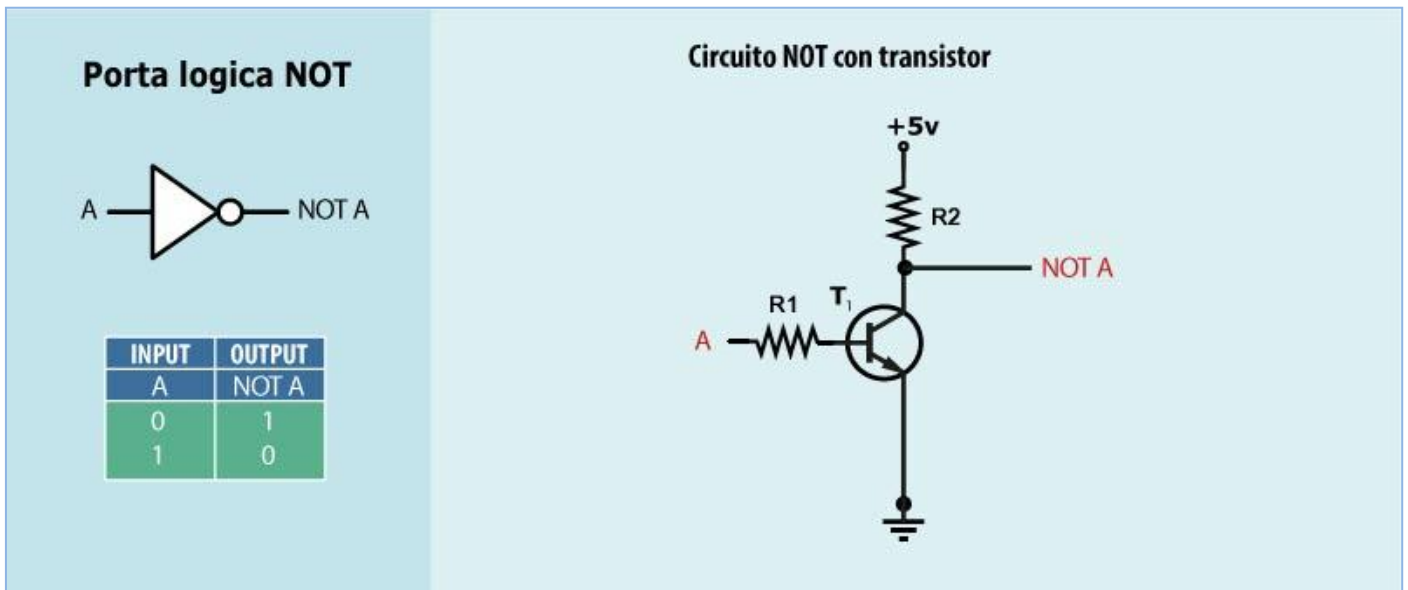 Porta logica NOT
A NOT A
INPUT OUTPUT
A NOT A
0 1
1 0
Circuito NOT con transistor
+5v
R2
NOT A
R1 T1
A